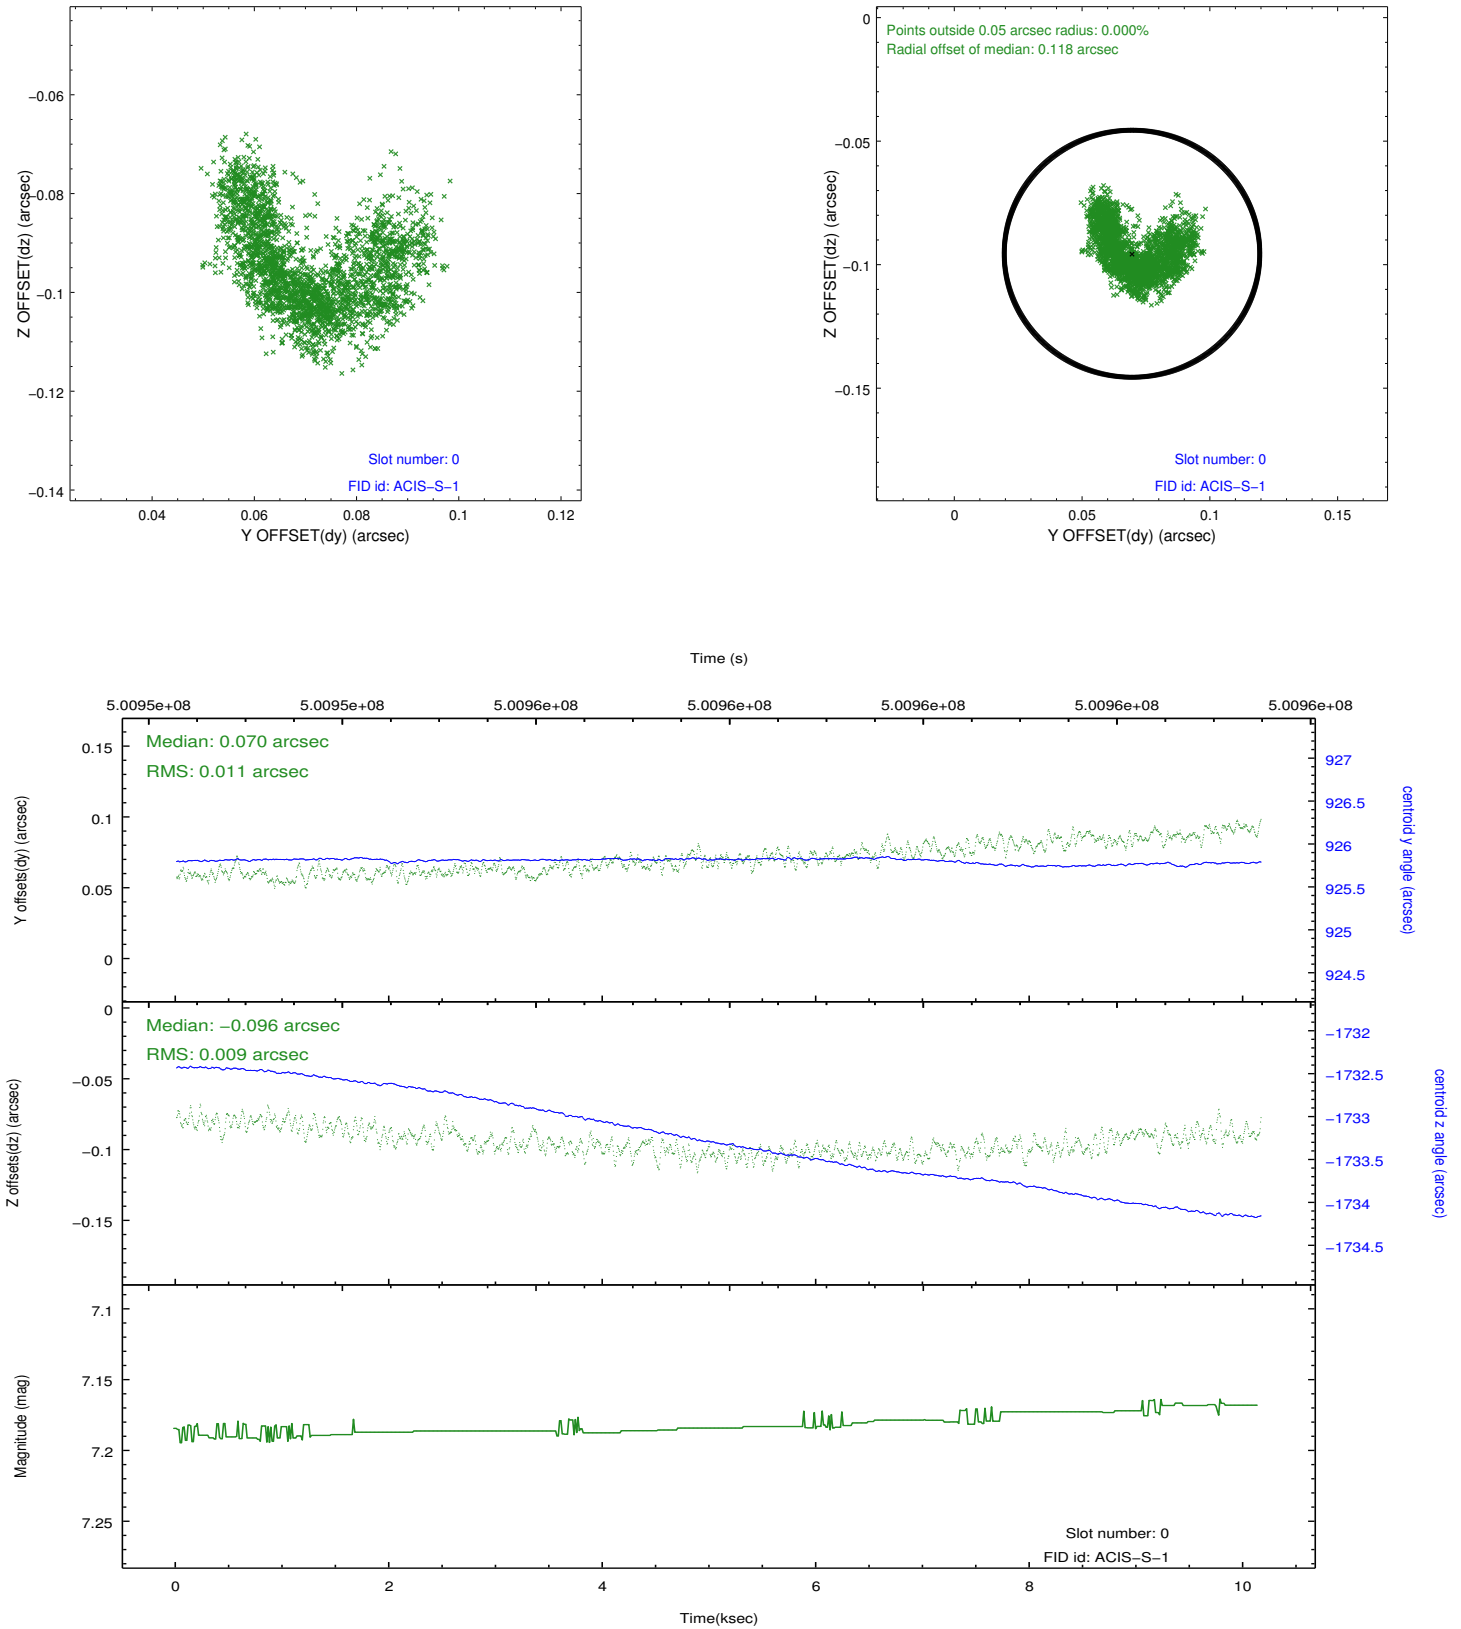 −0.06
−0.08
−0.1
−0.12
−0.14
Z OFFSET(dz) (arcsec)
Slot number: 0
FID id: ACIS−S−1
0.04 0.06 0.08 0.1 0.12
Y OFFSET(dy) (arcsec)
Points outside 0.05 arcsec radius: 0.000%
Radial offset of median: 0.118 arcsec
0
−0.05
−0.1
−0.15
Z OFFSET(dz) (arcsec)
Slot number: 0
FID id: ACIS−S−1
0 0.05 0.1 0.15
Y OFFSET(dy) (arcsec)
Time (s)
5.0095e+08 5.0095e+08 5.0096e+08 5.0096e+08 5.0096e+08 5.0096e+08 5.0096e+08
Median: 0.070 arcsec
RMS: 0.011 arcsec
0.15
0.1
0.05
0
Y offsets(dy) (arcsec)
927
926.5
926
925.5
925
924.5
centroid y angle (arcsec)
Median: −0.096 arcsec
RMS: 0.009 arcsec
0
−0.05
−0.1
−0.15
Z offsets(dz) (arcsec)
−1732
−1732.5
−1733
−1733.5
−1734
−1734.5
centroid z angle (arcsec)
7.1
7.15
7.2
7.25
Magnitude (mag)
Slot number: 0
FID id: ACIS−S−1
0 2 4 6 8 10
Time(ksec)